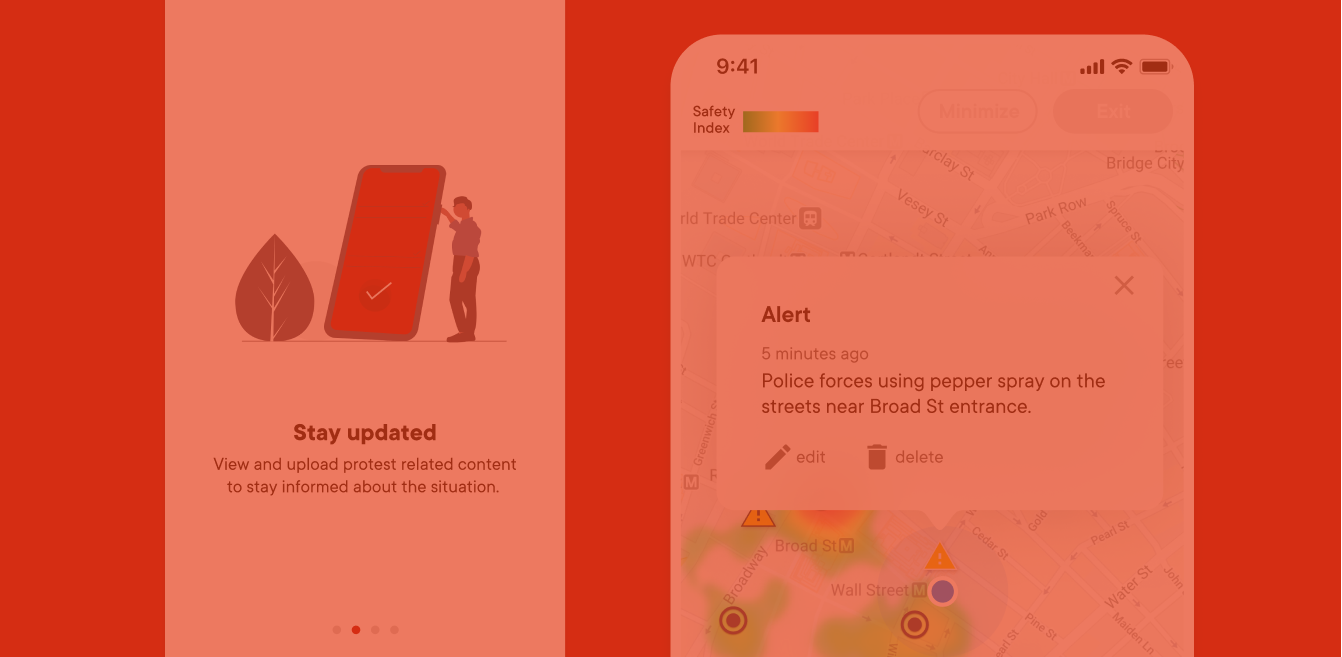 Stay updated
View and upload protest related content
to stay informed about the situation.
9:41
Safety
Index
Minimize
Exit
Barclay St
Bridge City
Vesey St
Park Row
Spruce St
rld Trade Center
Beekman
WTC
Alert
5 minutes ago
Police forces using pepper spray on the
streets near Broad St entrance.
edit
delete
Greenwich S
M
R
Gold
Broad St M
Cedar St
Pearl St
Broadway
Wall Street M
Water St
John
Pine St
Maiden Ln
earl St